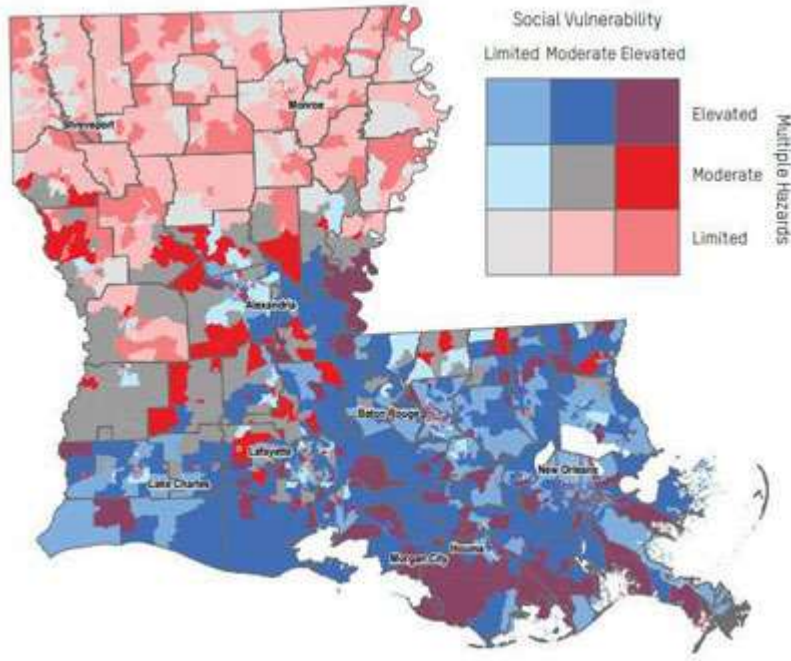 Social Vulnerability
Limited Moderate Elevated
Elevated
Moderate
Limited
Multiple Hazards
Monroe
Shreveport
Alexandria
Baton Rouge
Lafayette
New Orleans
Lake Charles
Houma
Morgan City